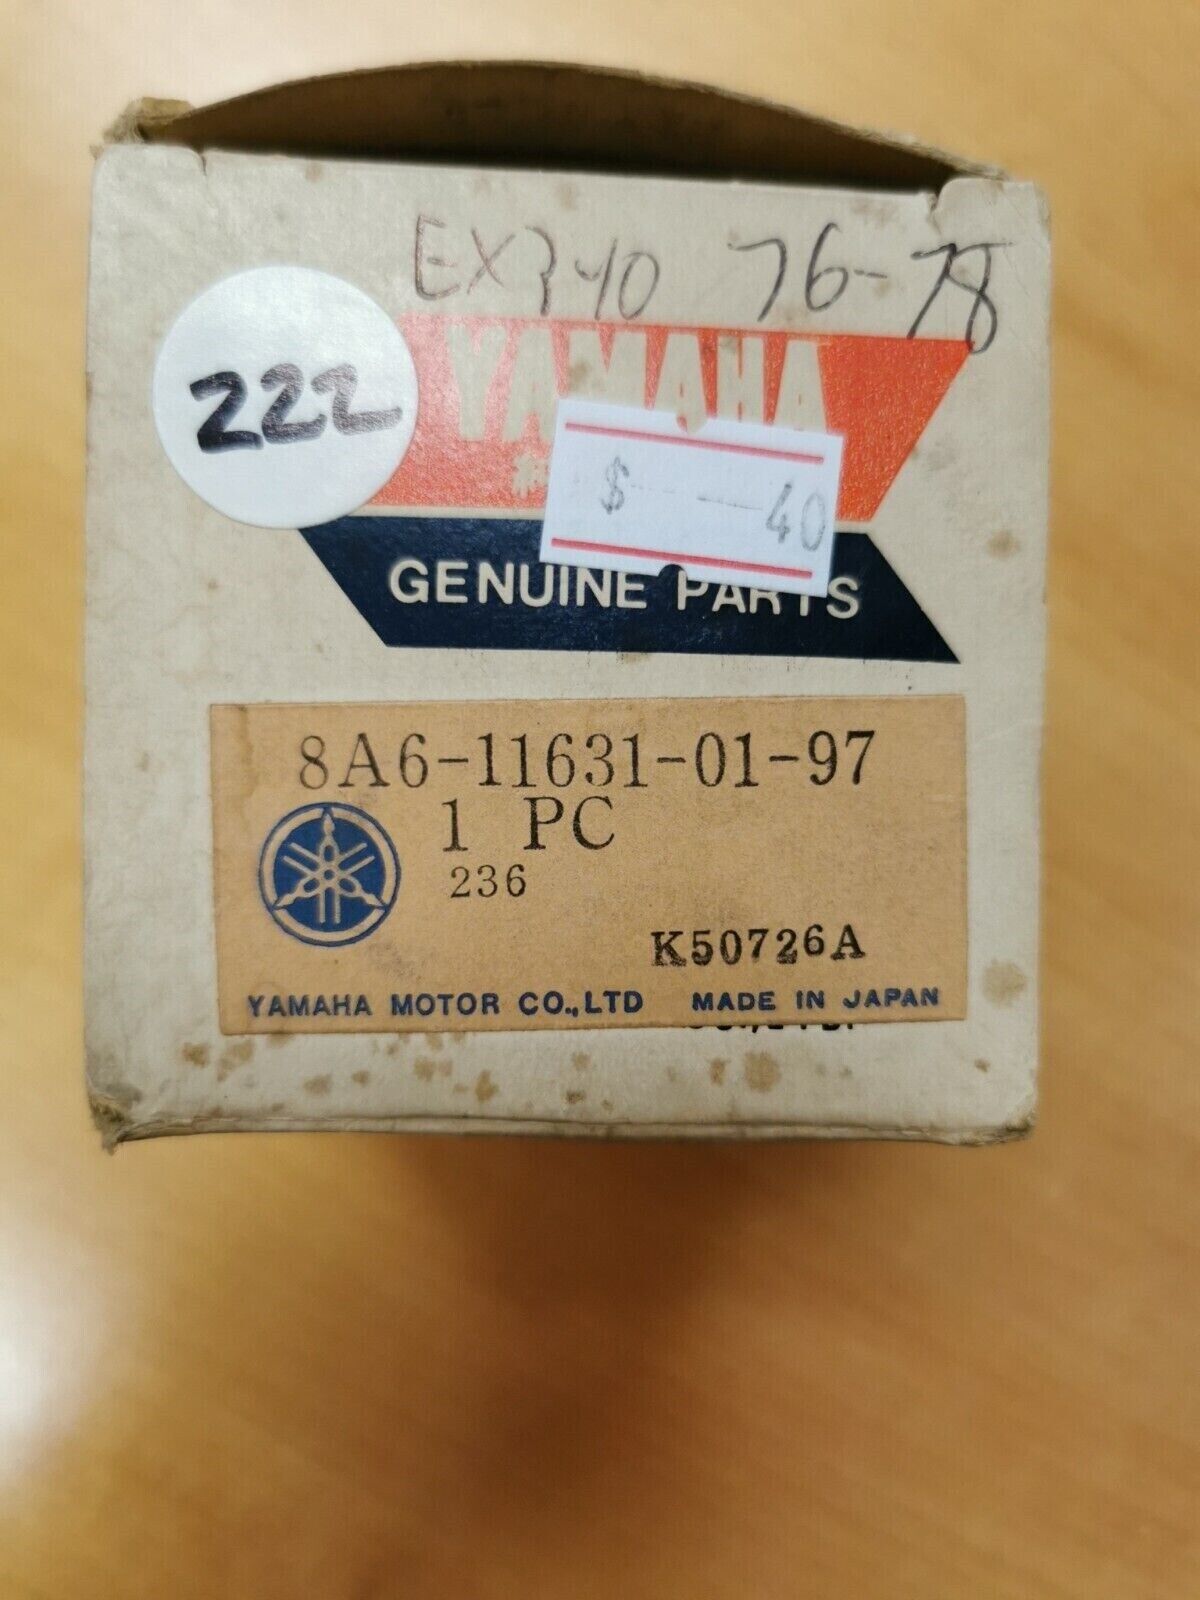 EX340 76-78
222
YAMAHA
$ 40
GENUINE PARTS
8A6-11631-01-97
1 PC
236
K50726A
YAMAHA MOTOR CO.,LTD MADE IN JAPAN